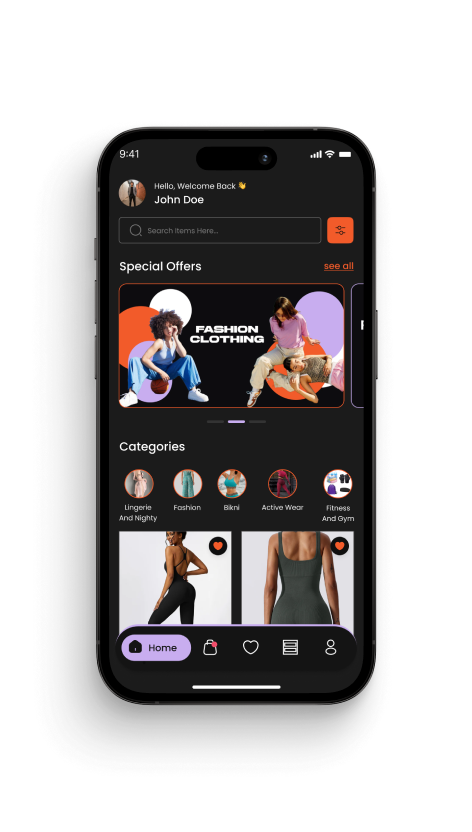 9:41
Hello, Welcome Back 👋
John Doe
Search Items Here...
Special Offers
see all
FASHION
CLOTHING
Categories
Lingerie
And Nighty
Fashion
Bikni
Active Wear
Fitness
And Gym
Home